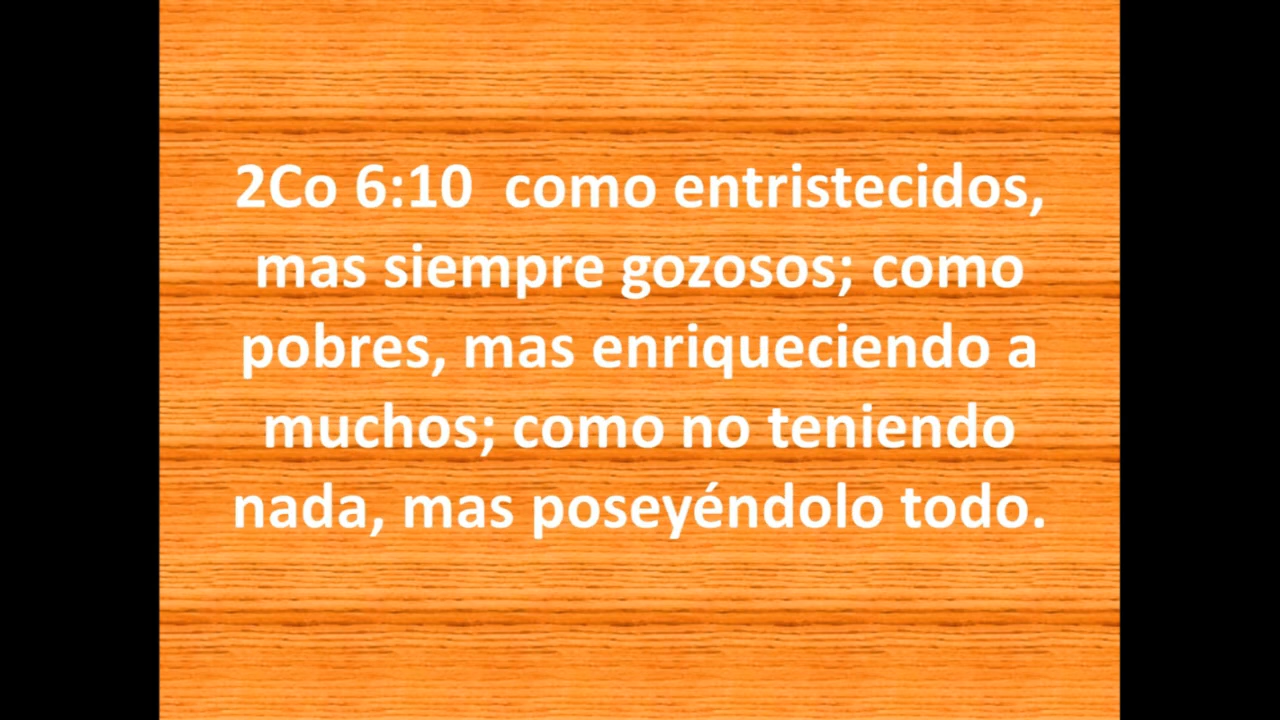 2Co 6:10  como entristecidos,
mas siempre gozosos; como
pobres, mas enriqueciendo a
muchos; como no teniendo
nada, mas poseyéndolo todo.